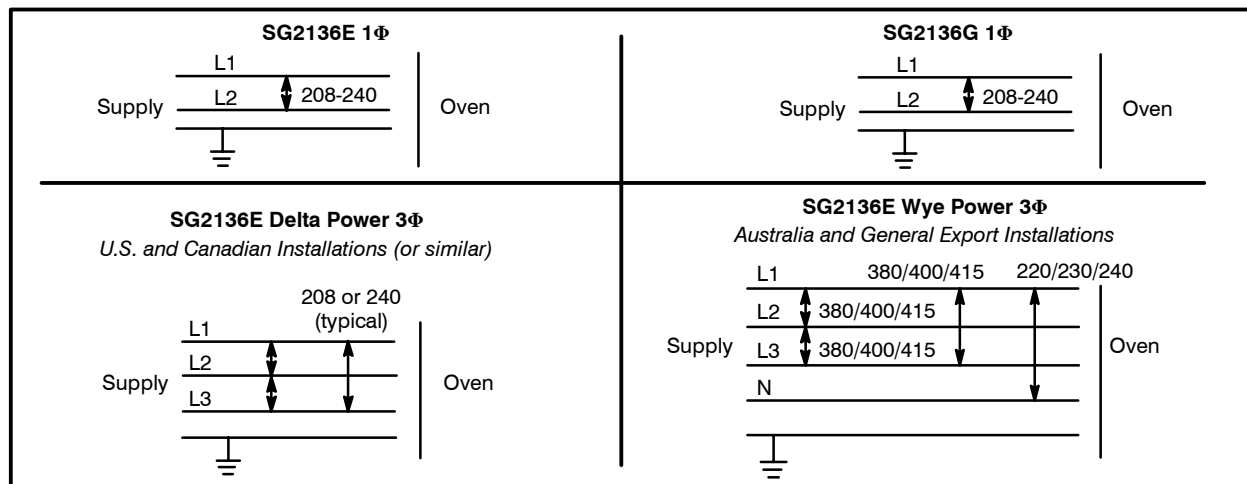 SG2136E 1Φ
L1
Supply L2 208-240 Oven
SG2136G 1Φ
L1
Supply L2 208-240 Oven
SG2136E Delta Power 3Φ
U.S. and Canadian Installations (or similar)
208 or 240
(typical)
L1
L2
Supply Oven
L3
SG2136E Wye Power 3Φ
Australia and General Export Installations
L1 380/400/415 220/230/240
L2 380/400/415
Supply L3 380/400/415 Oven
N